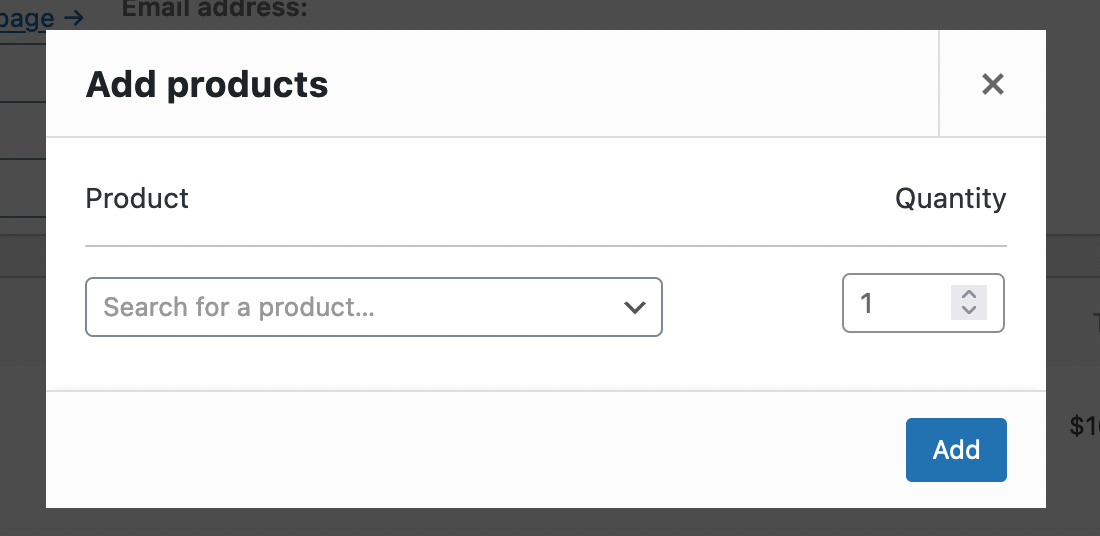 page →
Email address:
Add products
Product
Quantity
Search for a product...
1
Add